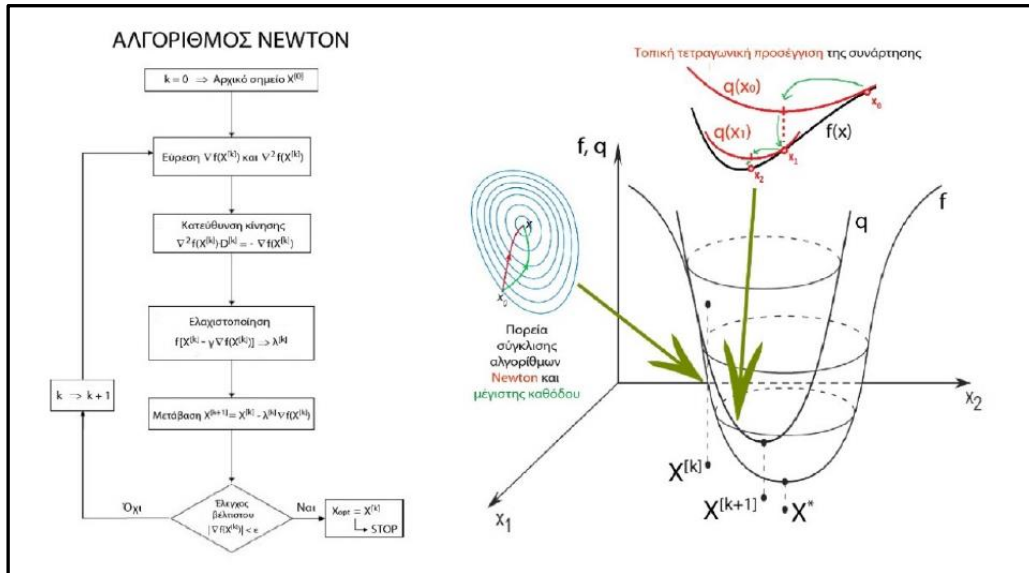 ΑΛΓΟΡΙΘΜΟΣ NEWTON
k = 0 ⇒ Αρχικό σημείο X[0]
Εύρεση ∇f(X[k]) και ∇²f(X[k])
Κατεύθυνση κίνησης
∇²f(X[k])·D[k] = - ∇f(X[k])
Ελαχιστοποίηση
f[X[k] - γ∇f(X[k])] ⇒ λ[k]
k ⇒ k + 1
Μετάβαση X[k+1] = X[k] - λ[k]∇f(X[k])
Όχι
Έλεγχος
βέλτιστου
|∇f(X[k])| < ε
Ναι
Xopt = X[k]
STOP
Τοπική τετραγωνική προσέγγιση της συνάρτησης
q(x0)
x0
q(x1)
f(x)
x1
x2
f, q
f
q
x
x0
Πορεία
σύγκλισης
αλγορίθμων
Newton και
μέγιστης καθόδου
x2
X[k]
X[k+1]
X*
x1